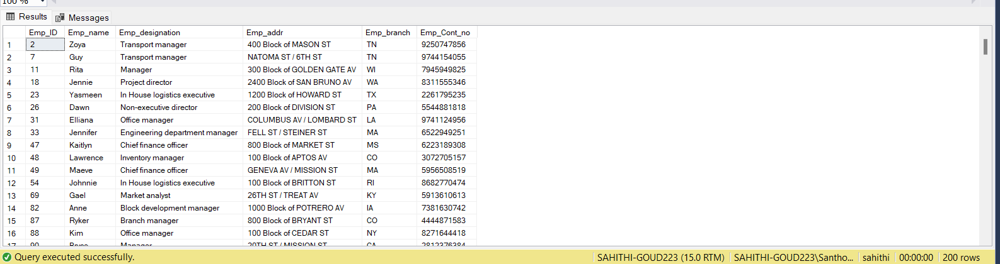 100 %
Results Messages
Emp_ID Emp_name Emp_designation Emp_addr Emp_branch Emp_Cont_no
1 2 Zoya Transport manager 400 Block of MASON ST TN 9250747856
2 7 Guy Transport manager NATOMA ST / 6TH ST TN 9744154055
3 11 Rita Manager 300 Block of GOLDEN GATE AV WI 7945949825
4 18 Jennie Project director 2400 Block of SAN BRUNO AV WA 8311555346
5 23 Yasmeen In House logistics executive 1200 Block of HOWARD ST TX 2261795235
6 26 Dawn Non-executive director 200 Block of DIVISION ST PA 5544881818
7 31 Elliana Office manager COLUMBUS AV / LOMBARD ST LA 9741124956
8 33 Jennifer Engineering department manager FELL ST / STEINER ST MA 6522949251
9 47 Kaitlyn Chief finance officer 800 Block of MARKET ST MS 6223189308
10 48 Lawrence Inventory manager 100 Block of APTOS AV CO 3072705157
11 49 Maeve Chief finance officer GENEVA AV / MISSION ST MA 5956508519
12 54 Johnnie In House logistics executive 100 Block of BRITTON ST RI 8682770474
13 69 Gael Market analyst 26TH ST / TREAT AV KY 5913610613
14 82 Anne Block development manager 1000 Block of POTRERO AV IA 7381630742
15 87 Ryker Branch manager 800 Block of BRYANT ST CO 4444871583
16 88 Kim Office manager 100 Block of CEDAR ST NY 8271644418
17 90 Bryce Manager 20TH ST / MISSION ST CA 2812376384
Query executed successfully. SAHITHI-GOUD223 (15.0 RTM) SAHITHI-GOUD223\Santho... sahithi 00:00:00 200 rows